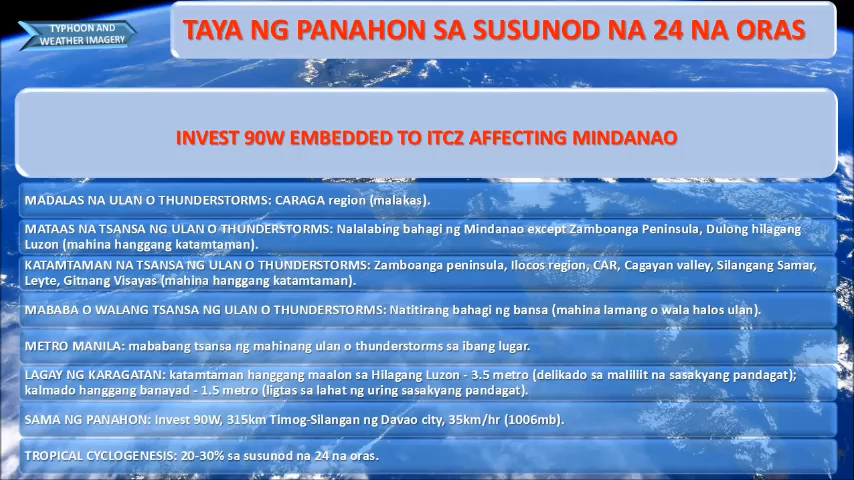 TYPHOON AND
WEATHER IMAGERY
TAYA NG PANAHON SA SUSUNOD NA 24 NA ORAS
INVEST 90W EMBEDDED TO ITCZ AFFECTING MINDANAO
MADALAS NA ULAN O THUNDERSTORMS: CARAGA region (malakas).
MATAAS NA TSANSA NG ULAN O THUNDERSTORMS: Nalalabing bahagi ng Mindanao except Zamboanga Peninsula, Dulong hilagang
Luzon (mahina hanggang katamtaman).
KATAMTAMAN NA TSANSA NG ULAN O THUNDERSTORMS: Zamboanga peninsula, Ilocos region, CAR, Cagayan valley, Silangang Samar,
Leyte, Gitnang Visayas (mahina hanggang katamtaman).
MABABA O WALANG TSANSA NG ULAN O THUNDERSTORMS: Natitirang bahagi ng bansa (mahina lamang o wala halos ulan).
METRO MANILA: mababang tsansa ng mahinang ulan o thunderstorms sa ibang lugar.
LAGAY NG KARAGATAN: katamtaman hanggang maalon sa Hilagang Luzon - 3.5 metro (delikado sa maliliit na sasakyang pandagat);
kalmado hanggang banayad - 1.5 metro (ligtas sa lahat ng uring sasakyang pandagat).
SAMA NG PANAHON: Invest 90W, 315km Timog-Silangan ng Davao city, 35km/hr (1006mb).
TROPICAL CYCLOGENESIS: 20-30% sa susunod na 24 na oras.